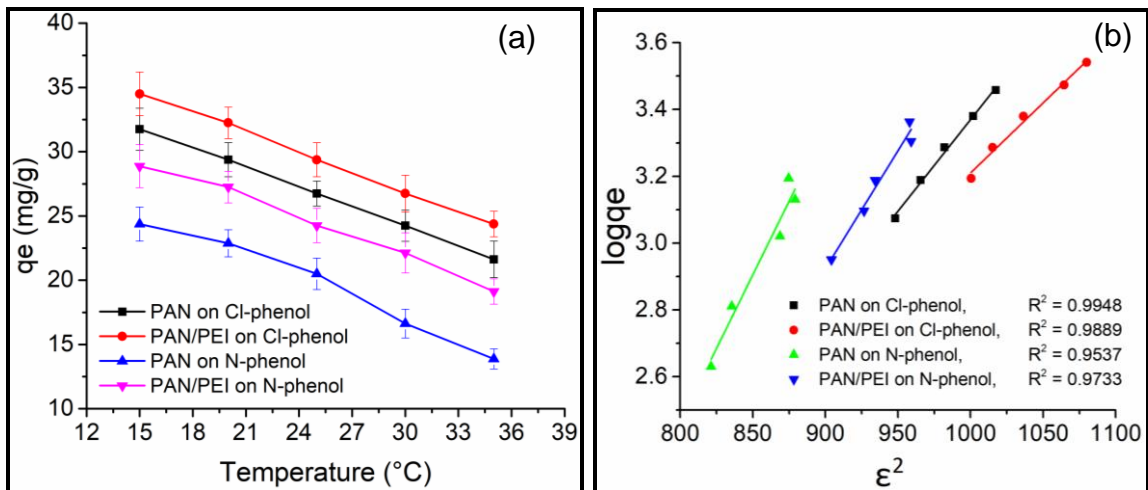 (a)
40
35
30
25
20
15
10
qe (mg/g)
PAN on Cl-phenol
PAN/PEI on Cl-phenol
PAN on N-phenol
PAN/PEI on N-phenol
12 15 18 21 24 27 30 33 36 39
Temperature (°C)
(b)
3.6
3.4
3.2
3.0
2.8
2.6
logqe
PAN on Cl-phenol, R² = 0.9948
PAN/PEI on Cl-phenol, R² = 0.9889
PAN on N-phenol, R² = 0.9537
PAN/PEI on N-phenol, R² = 0.9733
800 850 900 950 1000 1050 1100
ε²